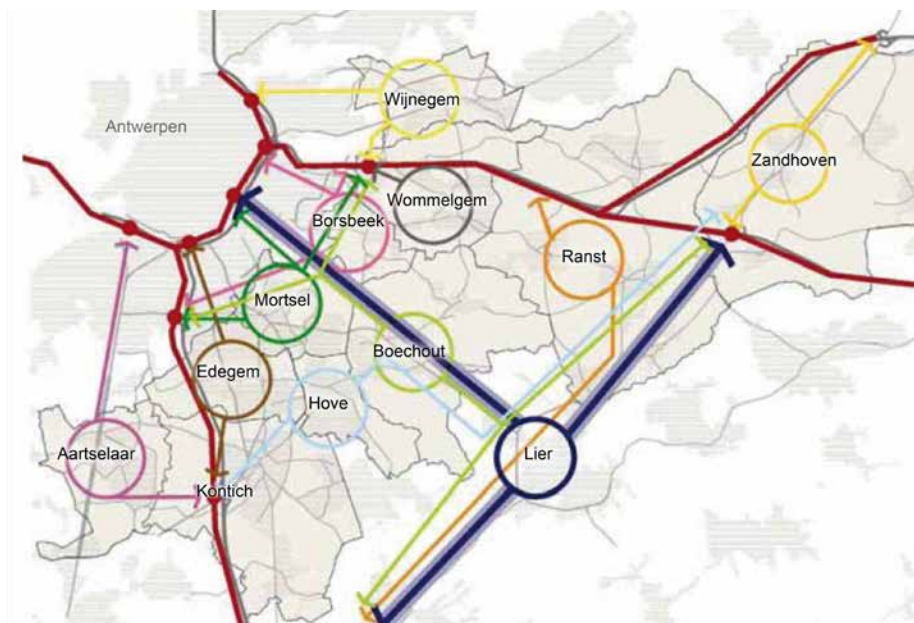 Wijnegem
Antwerpen
Zandhoven
Wommelgem
Borsbeek
Ranst
Mortsel
Boechout
Edegem
Hove
Aartselaar
Lier
Kontich